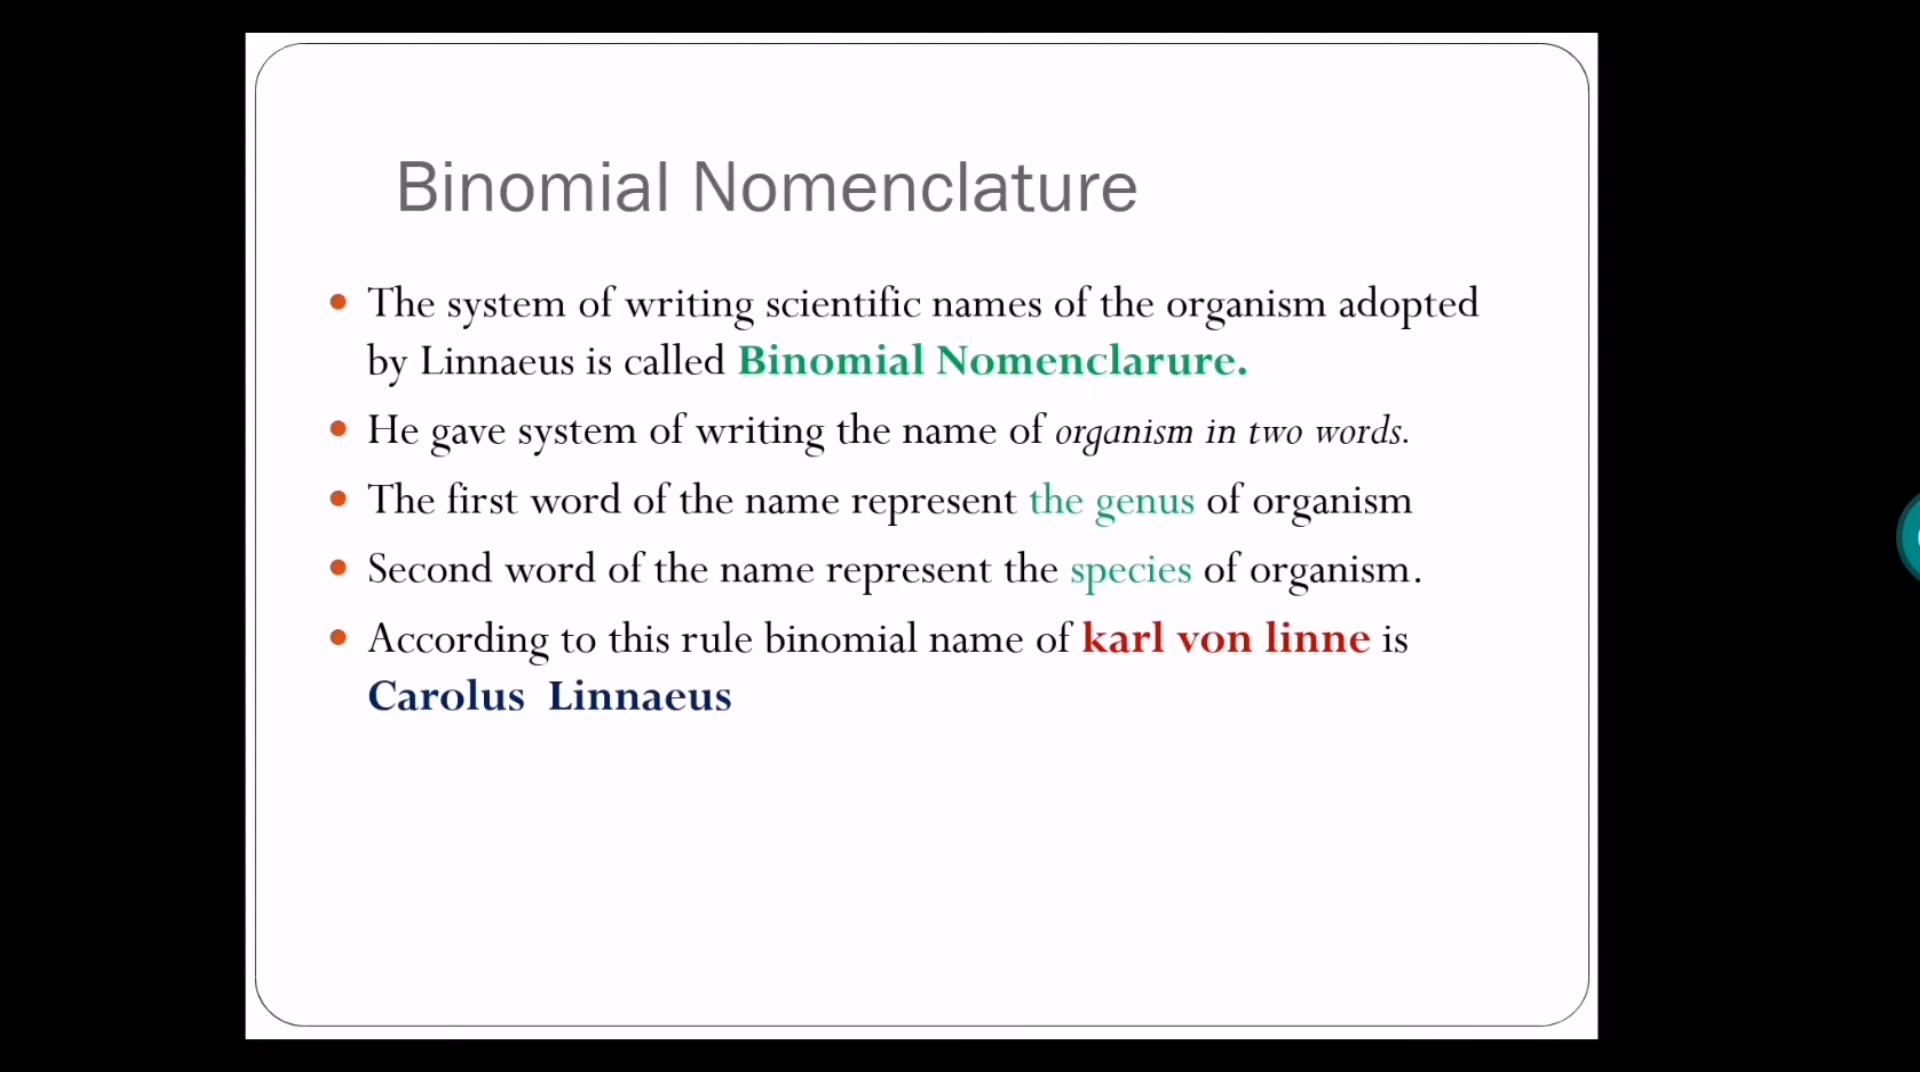 Binomial Nomenclature
The system of writing scientific names of the organism adopted
by Linnaeus is called Binomial Nomenclarure.
He gave system of writing the name of organism in two words.
The first word of the name represent the genus of organism
Second word of the name represent the species of organism.
According to this rule binomial name of karl von linne is
Carolus Linnaeus